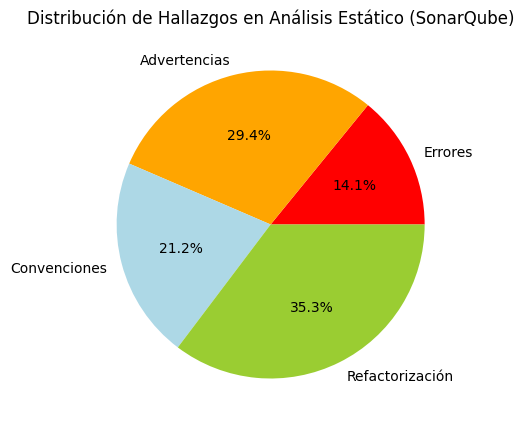 Distribución de Hallazgos en Análisis Estático (SonarQube)
Advertencias
29.4%
Errores
14.1%
21.2%
Convenciones
35.3%
Refactorización